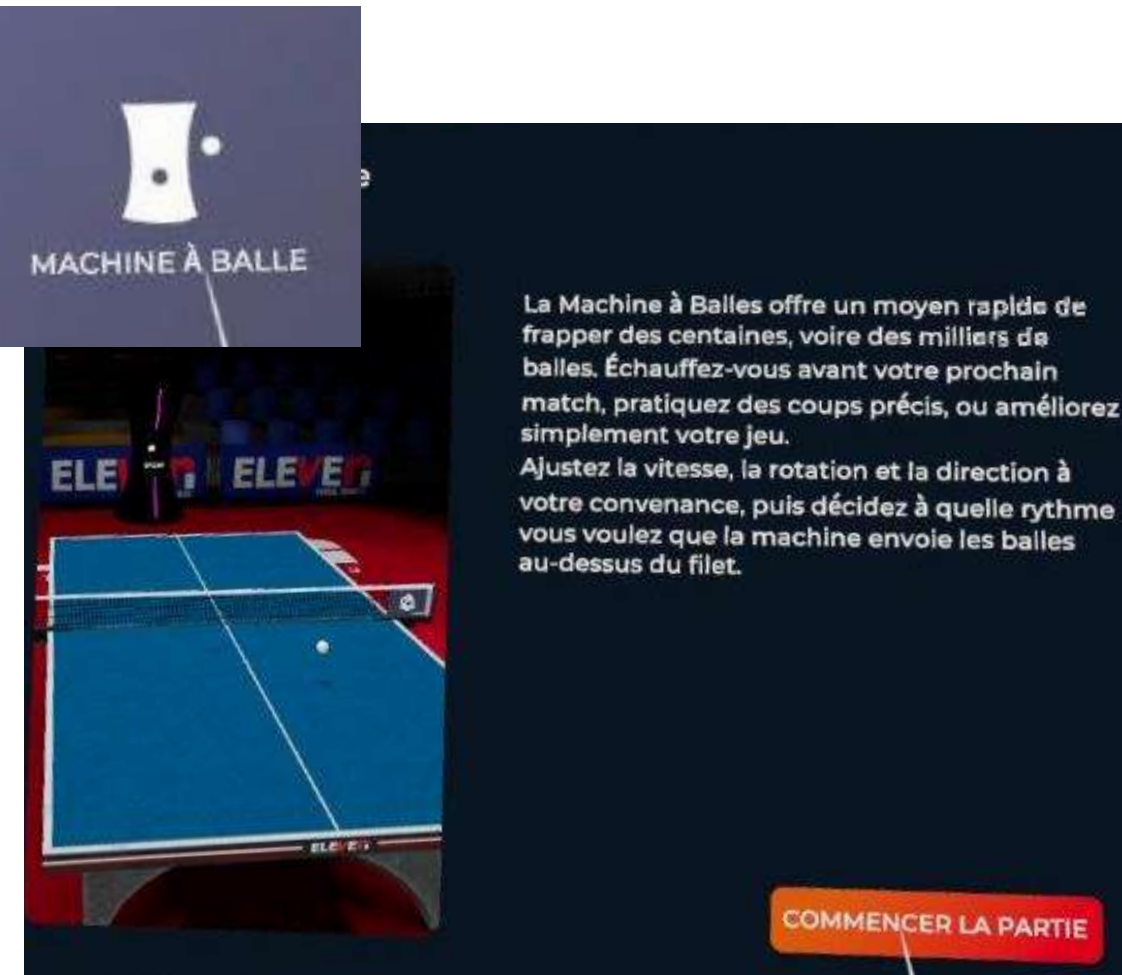 MACHINE À BALLE
La Machine à Balles offre un moyen rapide de
frapper des centaines, voire des milliers de
balles. Échauffez-vous avant votre prochain
match, pratiquez des coups précis, ou améliorez
simplement votre jeu.
Ajustez la vitesse, la rotation et la direction à
votre convenance, puis décidez à quelle rythme
vous voulez que la machine envoie les balles
au-dessus du filet.
ELEVEn
ELEVEn
ELEVEn
COMMENCER LA PARTIE